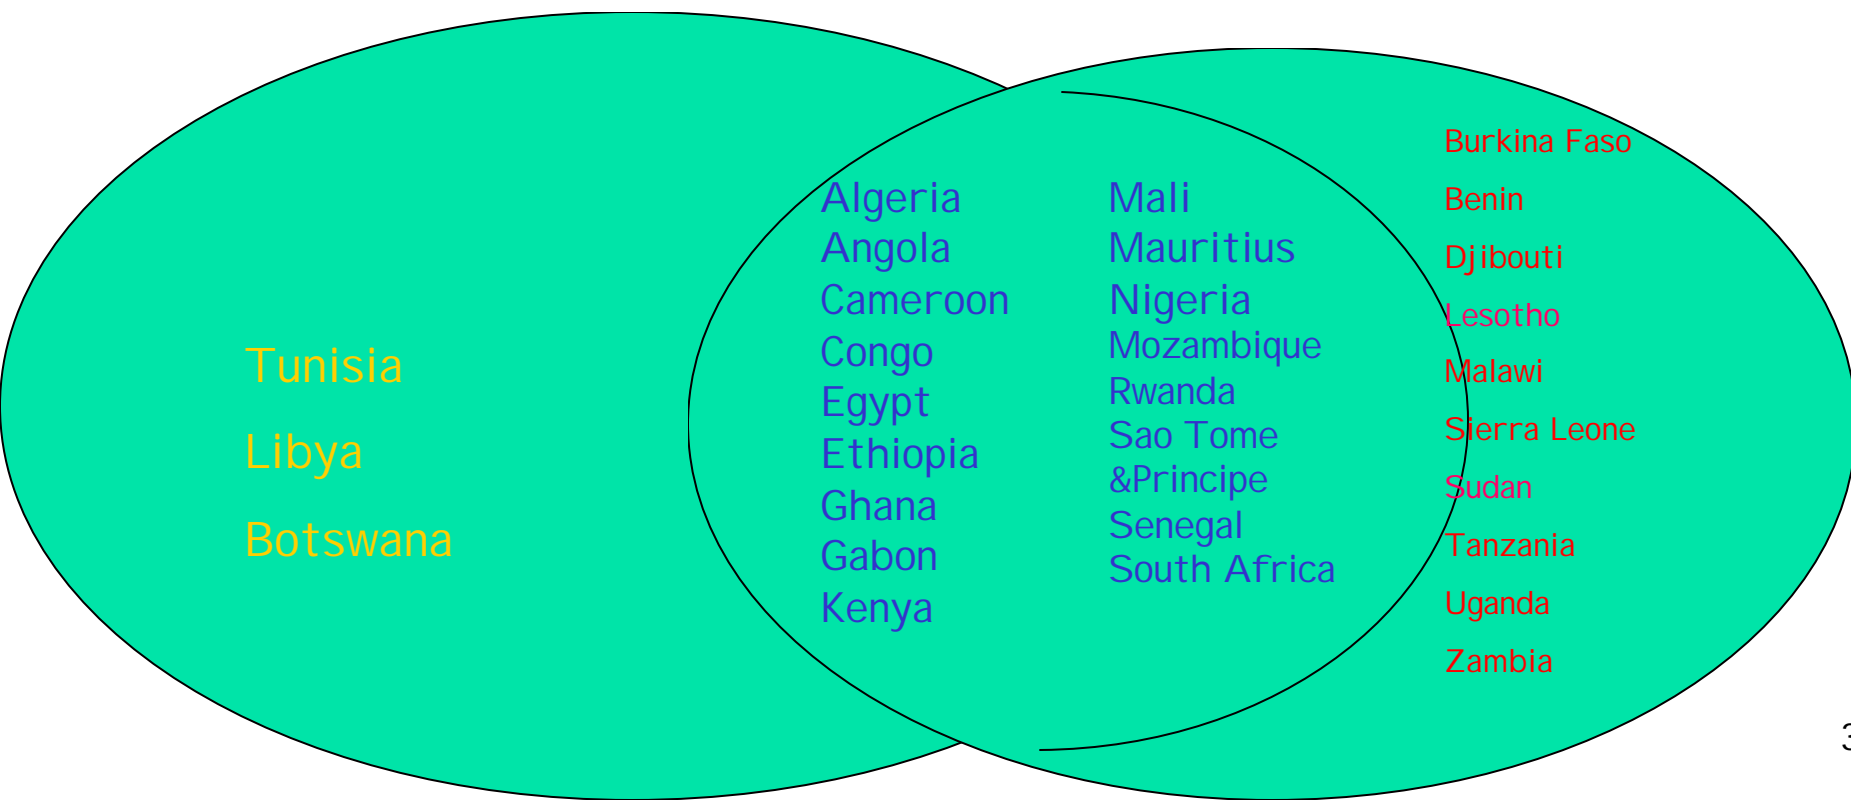 Tunisia
Libya
Botswana
Algeria
Angola
Cameroon
Congo
Egypt
Ethiopia
Ghana
Gabon
Kenya
Mali
Mauritius
Nigeria
Mozambique
Rwanda
Sao Tome
&Principe
Senegal
South Africa
Burkina Faso
Benin
Djibouti
Lesotho
Malawi
Sierra Leone
Sudan
Tanzania
Uganda
Zambia